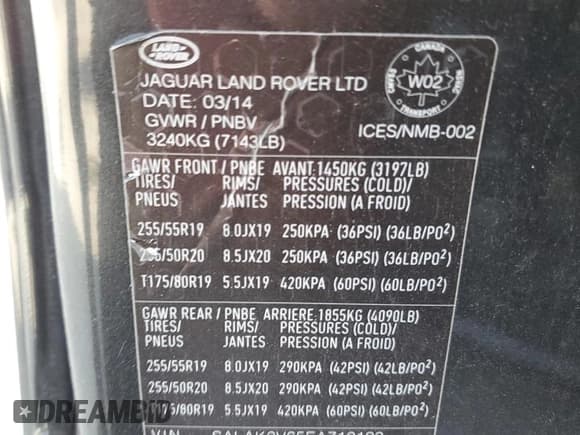 LAND ROVER
CANADA
W02
JAGUAR LAND ROVER LTD
DATE: 03/14
GVWR / PNBV
3240KG (7143LB)
ICES/NMB-002
GAWR FRONT / PNBE AVANT 1450KG (3197LB)
TIRES/ RIMS/ PRESSURES (COLD)/
PNEUS JANTES PRESSION (A FROID)
255/55R19 8.0JX19 250KPA (36PSI) (36LB/PO²)
255/50R20 8.5JX20 250KPA (36PSI) (36LB/PO²)
T175/80R19 5.5JX19 420KPA (60PSI) (60LB/PO²)
GAWR REAR / PNBE ARRIERE 1855KG (4090LB)
TIRES/ RIMS/ PRESSURES (COLD)/
PNEUS JANTES PRESSION (A FROID)
255/55R19 8.0JX19 290KPA (42PSI) (42LB/PO²)
255/50R20 8.5JX20 290KPA (42PSI) (42LB/PO²)
T175/80R19 5.5JX19 420KPA (60PSI) (60LB/PO²)
VIN
#DIEZELPROM